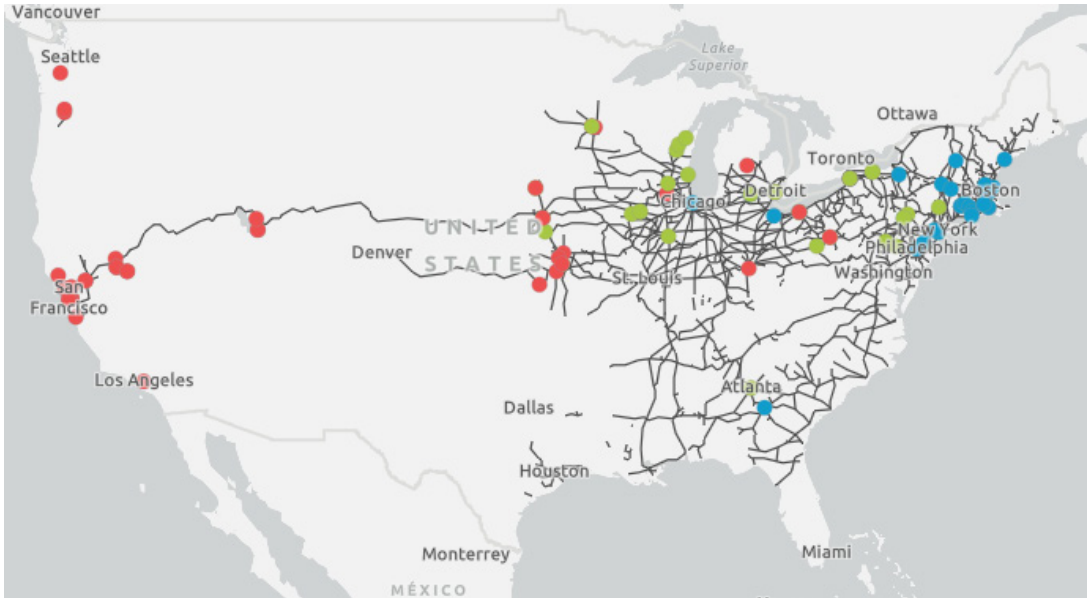 Vancouver
Seattle
Lake
Superior
Ottawa
Toronto
Detroit
Boston
Chicago
UNITED
STATES
New York
Philadelphia
Denver
Washington
St. Louis
San
Francisco
Los Angeles
Atlanta
Dallas
Houston
Monterrey
Miami
MÉXICO